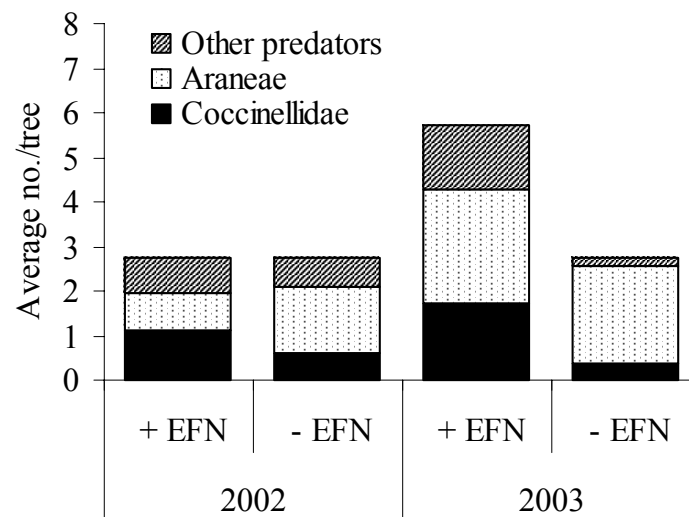 8
7
6
5
4
3
2
1
0
Average no./tree
Other predators
Araneae
Coccinellidae
+ EFN - EFN + EFN - EFN
2002 2003